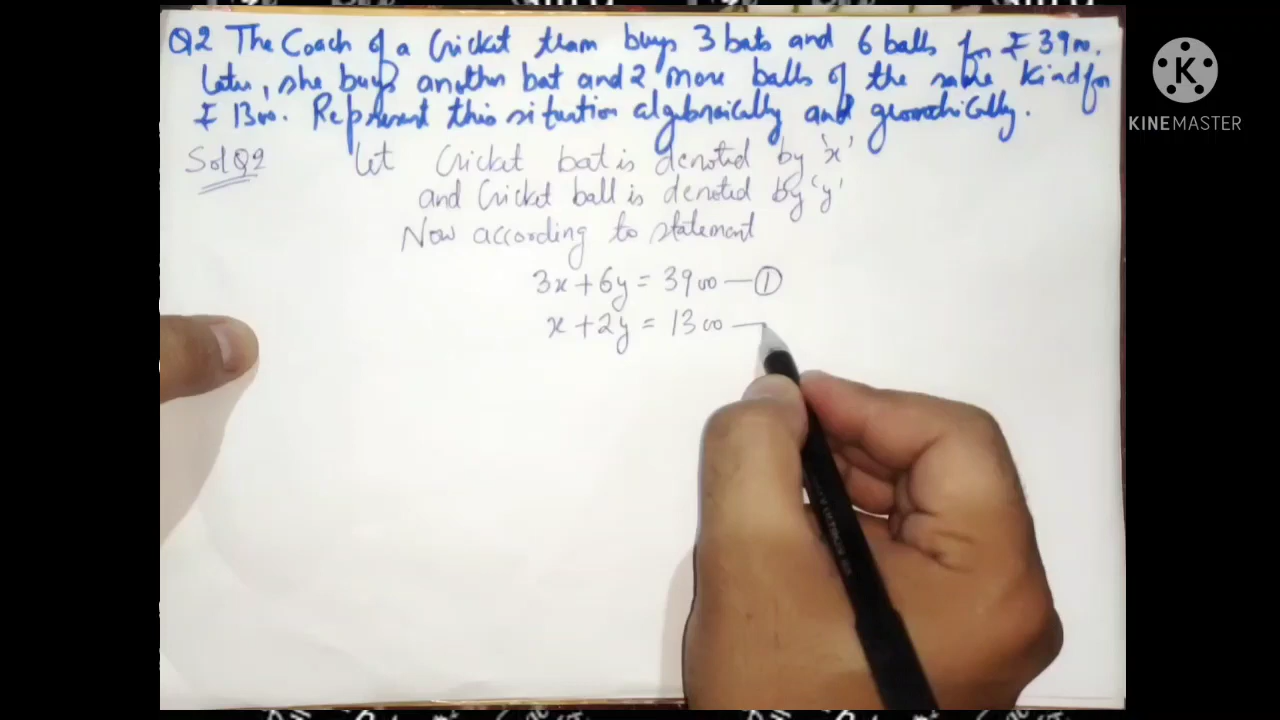 Q2 The Coach of a Cricket team buys 3 bats and 6 balls for ₹ 3900.
Later, she buys another bat and 2 more balls of the same kind for
₹ 1300. Represent this situation algebraically and geometrically.
Sol Q2 Let Cricket bat is denoted by 'x'
and Cricket ball is denoted by 'y'
Now according to statement
3x + 6y = 3900 — ①
x + 2y = 1300 —
K
KINEMASTER